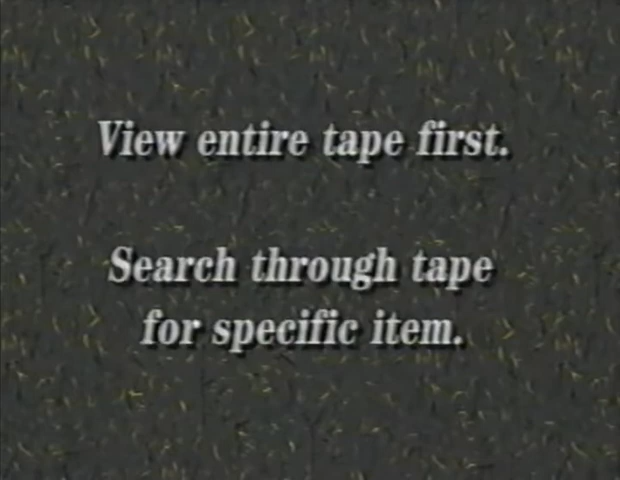 View entire tape first.
Search through tape
for specific item.